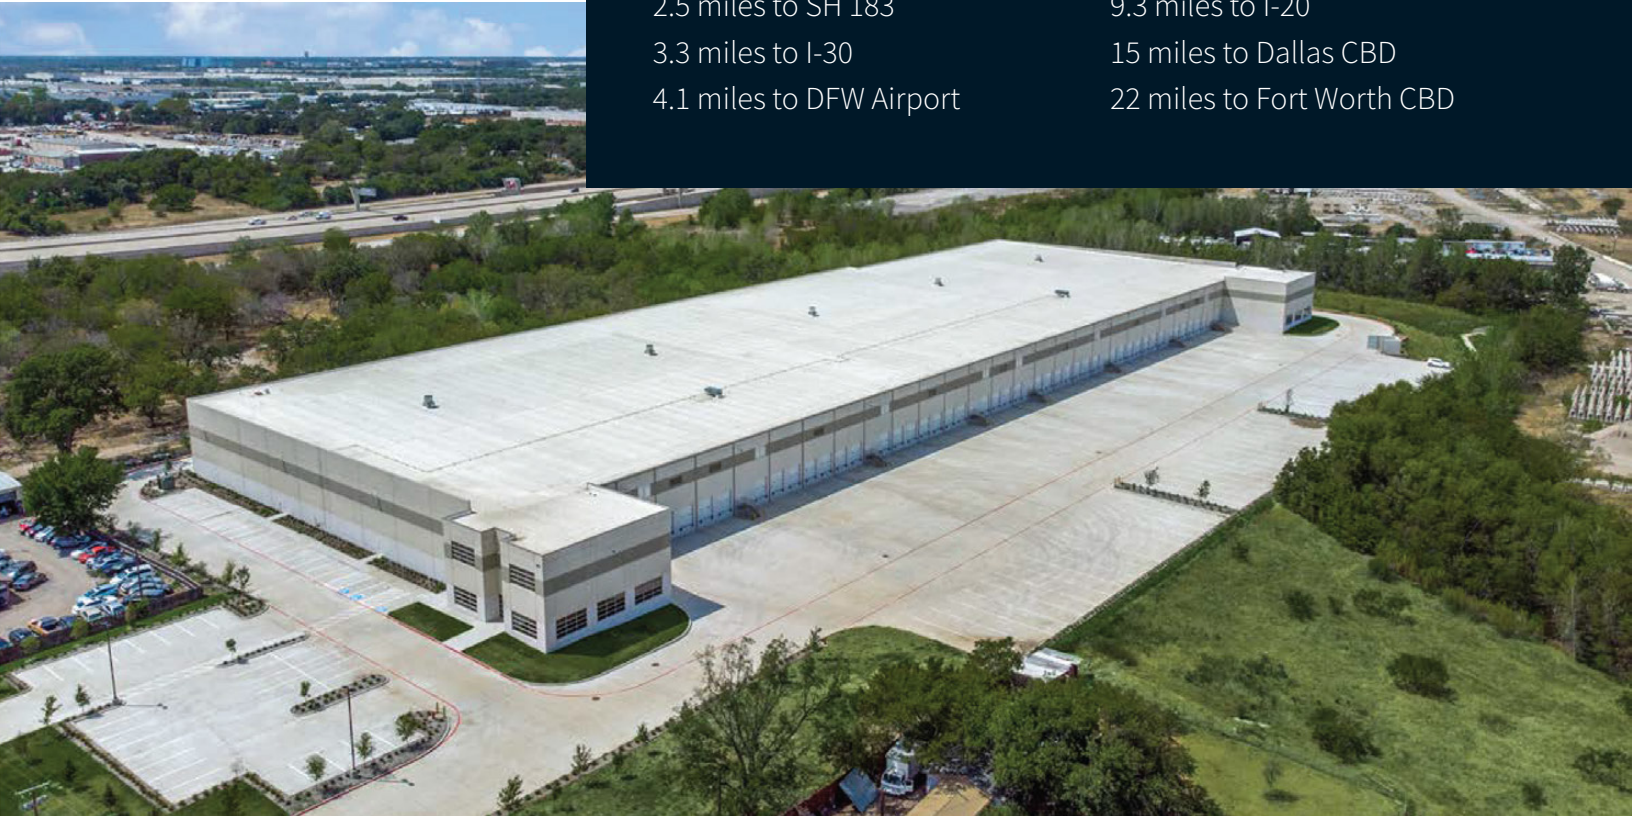 2.5 miles to SH 183
3.3 miles to I-30
4.1 miles to DFW Airport
9.3 miles to I-20
15 miles to Dallas CBD
22 miles to Fort Worth CBD